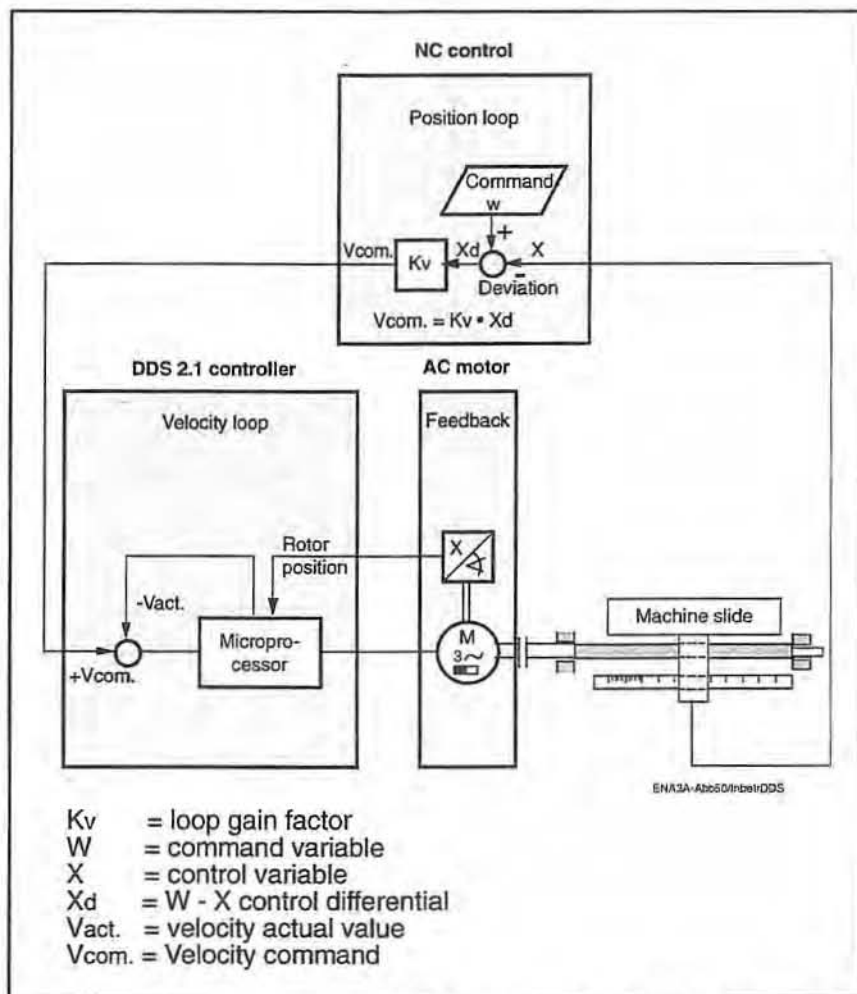 NC control
Position loop
Command
w
+
Vcom.
Kv
Xd
X
-
Deviation
Vcom. = Kv • Xd
DDS 2.1 controller
AC motor
Velocity loop
Feedback
Rotor
position
X
-Vact.
Micropro-
cessor
+Vcom.
M
3~
Machine slide
ENA3A-Abb60/InbetrDDS
Kv = loop gain factor
W = command variable
X = control variable
Xd = W - X control differential
Vact. = velocity actual value
Vcom. = Velocity command